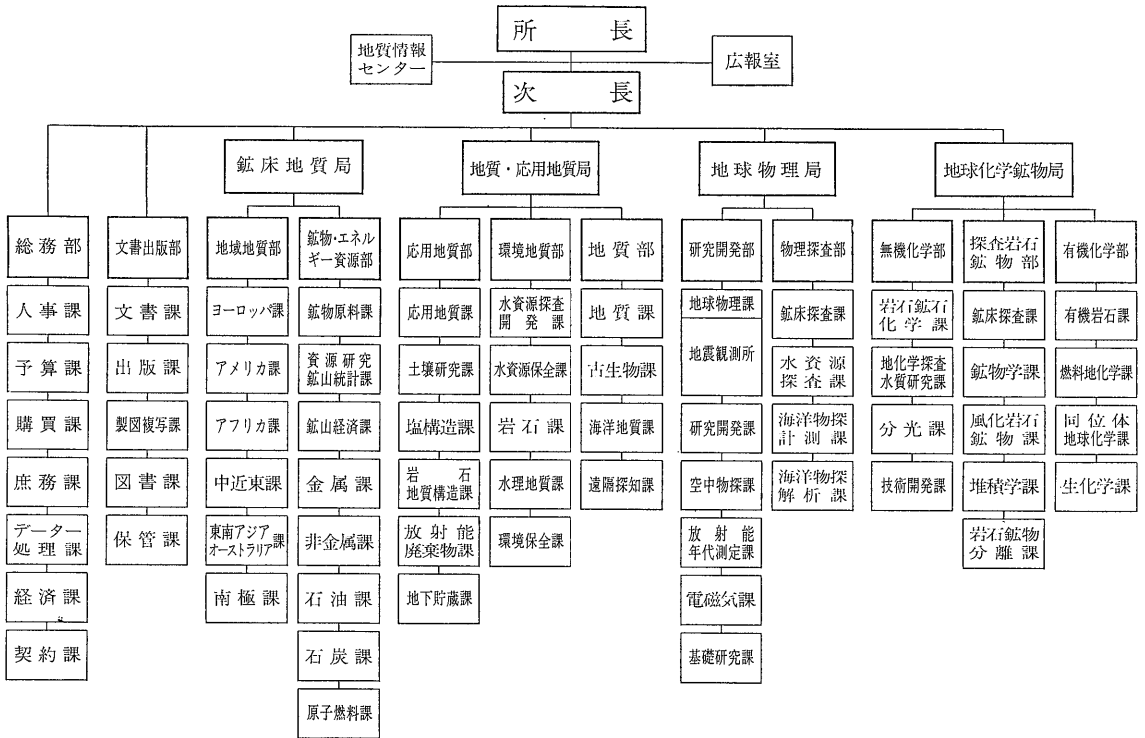 所長
地質情報
センター
広報室
次長
鉱床地質局
地質・応用地質局
地球物理局
地球化学鉱物局
総務部
人事課
予算課
購買課
庶務課
データー
処理課
経済課
契約課
文書出版部
文書課
出版課
製図複写課
図書課
保管課
地域地質部
ヨーロッパ課
アメリカ課
アフリカ課
中近東課
東南アジア
オーストラリア課
南極課
鉱物・エネル
ギー資源部
鉱物原料課
資源研究
鉱山統計課
鉱山経済課
金属課
非金属課
石油課
石炭課
原子燃料課
応用地質部
応用地質課
土壌研究課
塩構造課
岩石
地質構造課
放射能
廃棄物課
地下貯蔵課
環境地質部
水資源探査
開発課
水資源保全課
岩石課
水理地質課
環境保全課
地質部
地質課
古生物課
海洋地質課
遠隔探知課
研究開発部
地球物理課
地震観測所
研究開発課
空中物探課
放射能
年代測定課
電磁気課
基礎研究課
物理探査部
鉱床探査課
水資源
探査課
海洋物探
計測課
海洋物探
解析課
無機化学部
岩石鉱石
化学課
地化学探査
水質研究課
分光課
技術開発課
探査岩石
鉱物部
鉱床探査課
鉱物学課
風化岩石
鉱物課
堆積学課
岩石鉱物
分離課
有機化学部
有機岩石課
燃料地化学課
同位体
地球化学課
生化学課